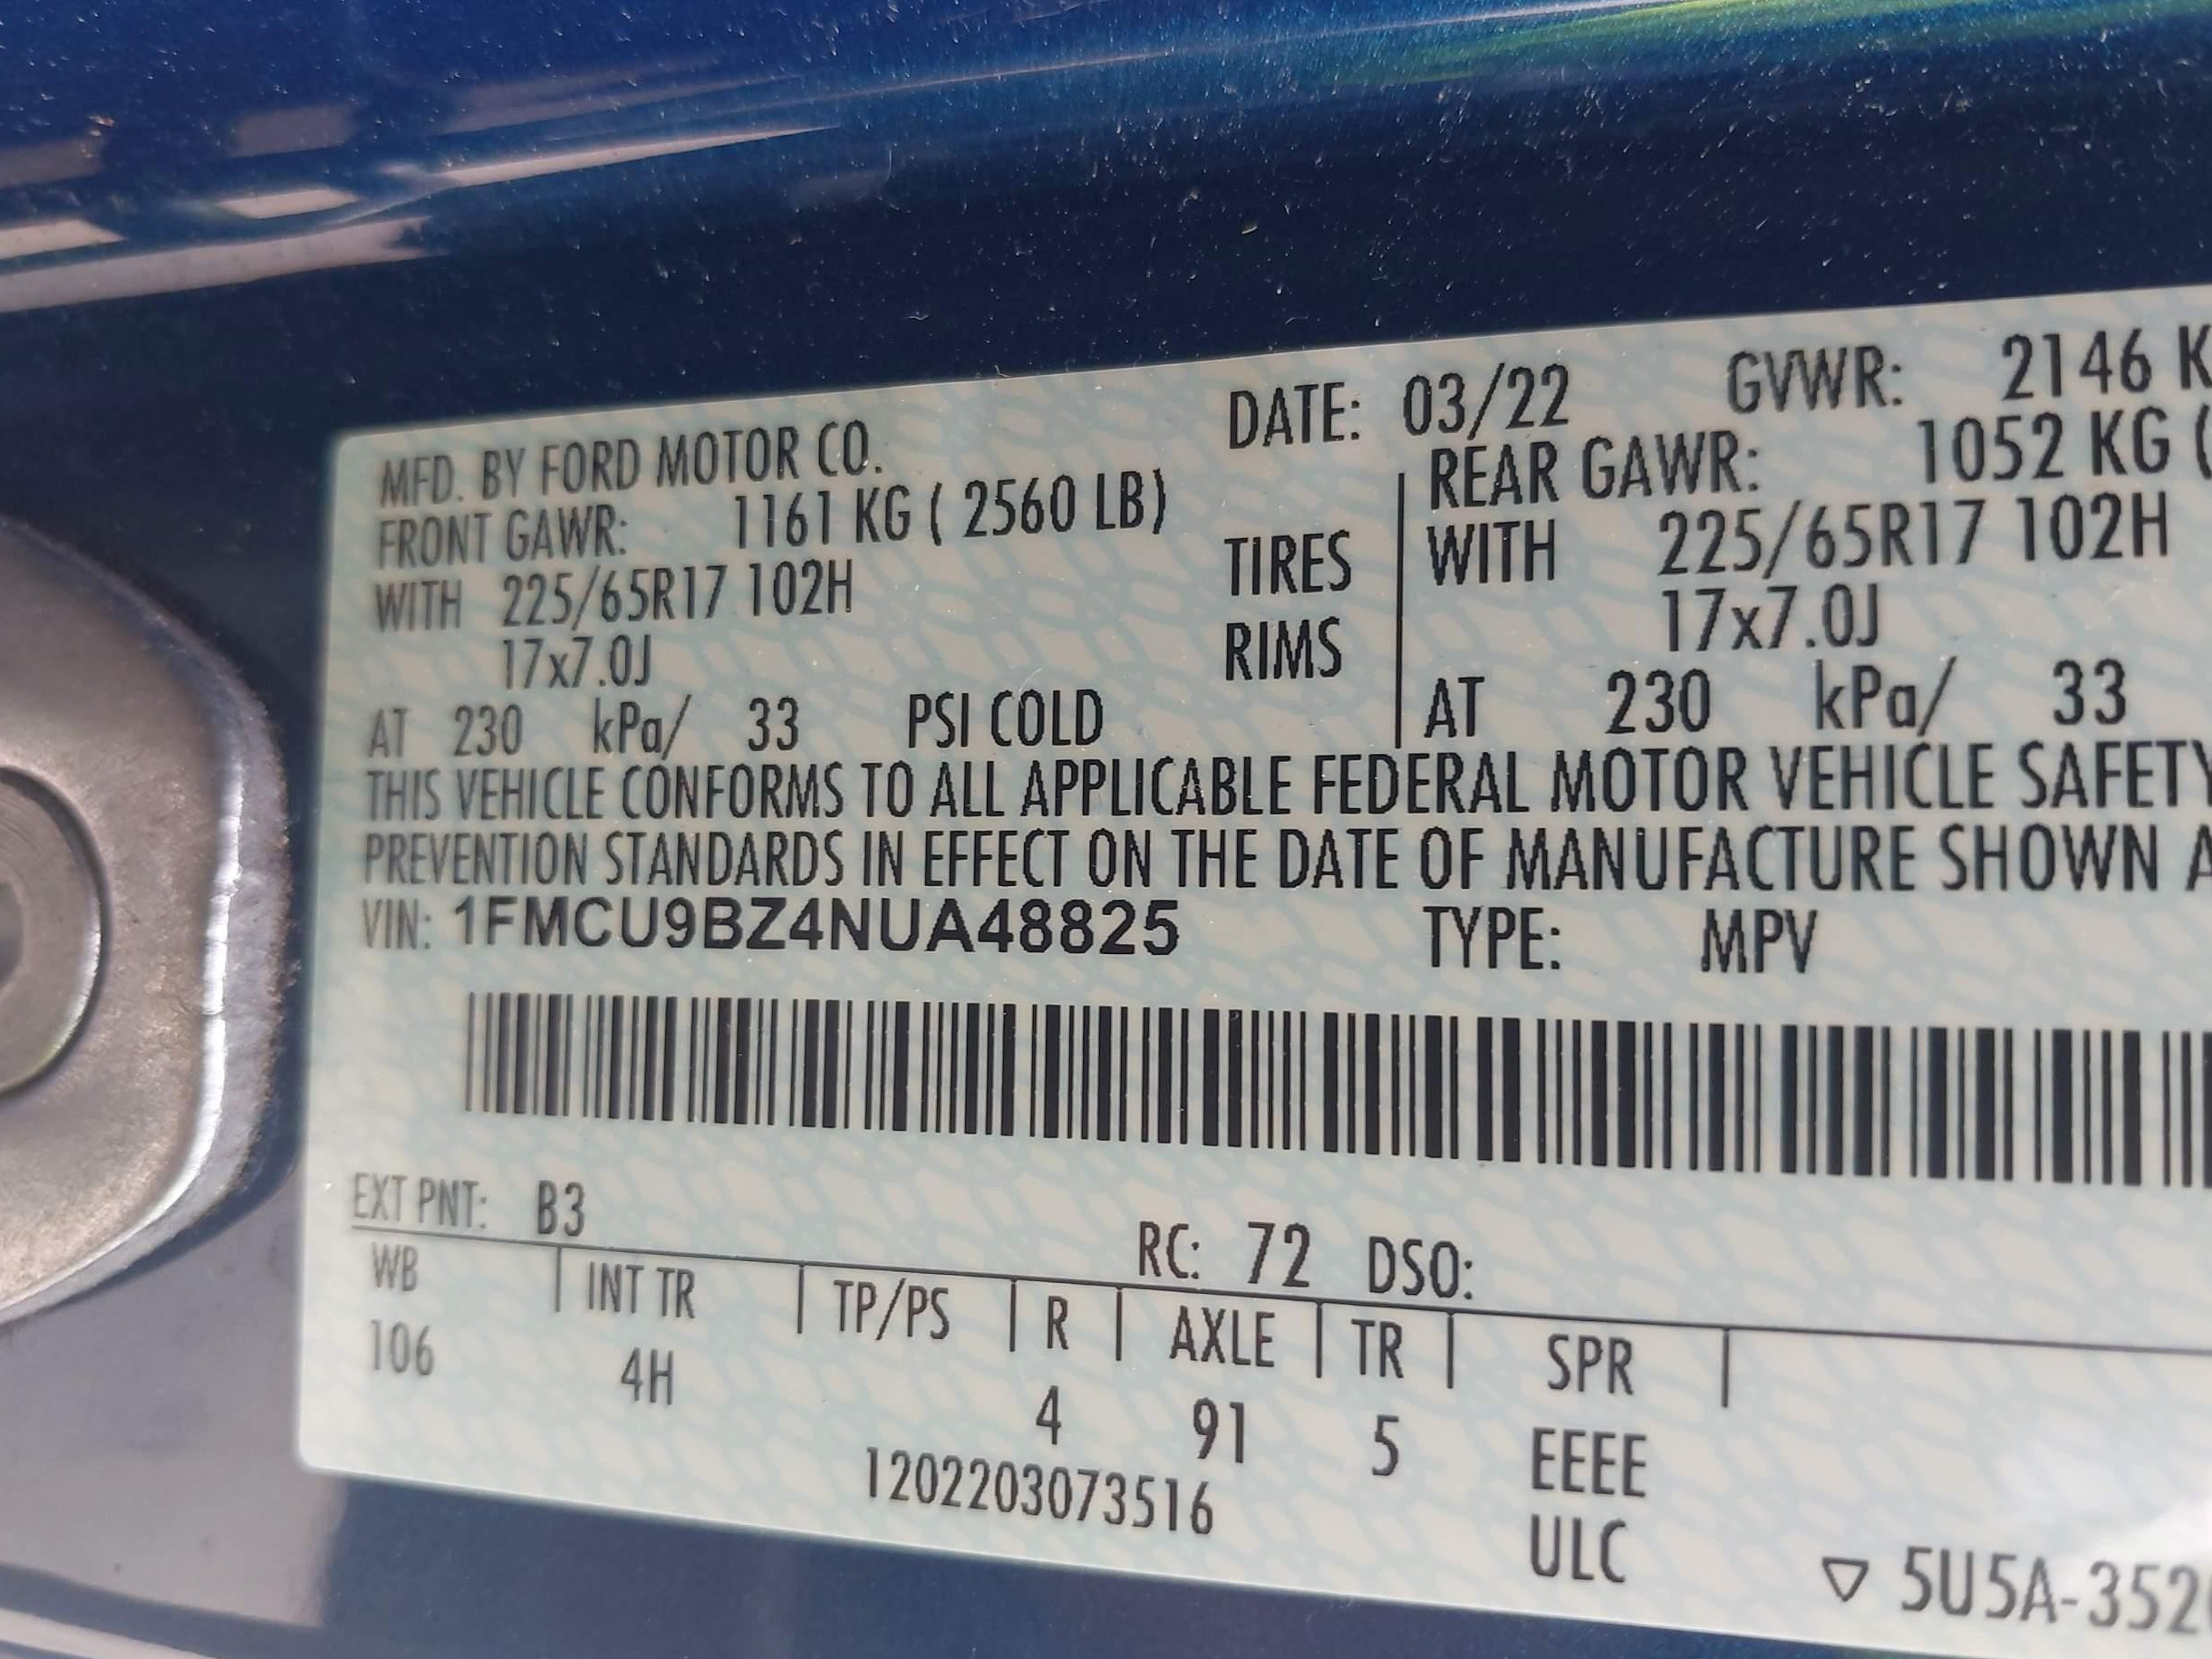 MFD. BY FORD MOTOR CO. DATE: 03/22 GVWR: 2146 K
FRONT GAWR: 1161 KG ( 2560 LB) REAR GAWR: 1052 KG (
WITH 225/65R17 102H TIRES WITH 225/65R17 102H
17x7.0J RIMS 17x7.0J
AT 230 kPa/ 33 PSI COLD AT 230 kPa/ 33
THIS VEHICLE CONFORMS TO ALL APPLICABLE FEDERAL MOTOR VEHICLE SAFETY
PREVENTION STANDARDS IN EFFECT ON THE DATE OF MANUFACTURE SHOWN A
VIN: 1FMCU9BZ4NUA48825 TYPE: MPV
EXT PNT: B3 RC: 72 DSO:
WB INT TR TP/PS R AXLE TR SPR
106 4H 4 91 5 EEEE
1202203073516 ULC
▽ 5U5A-352